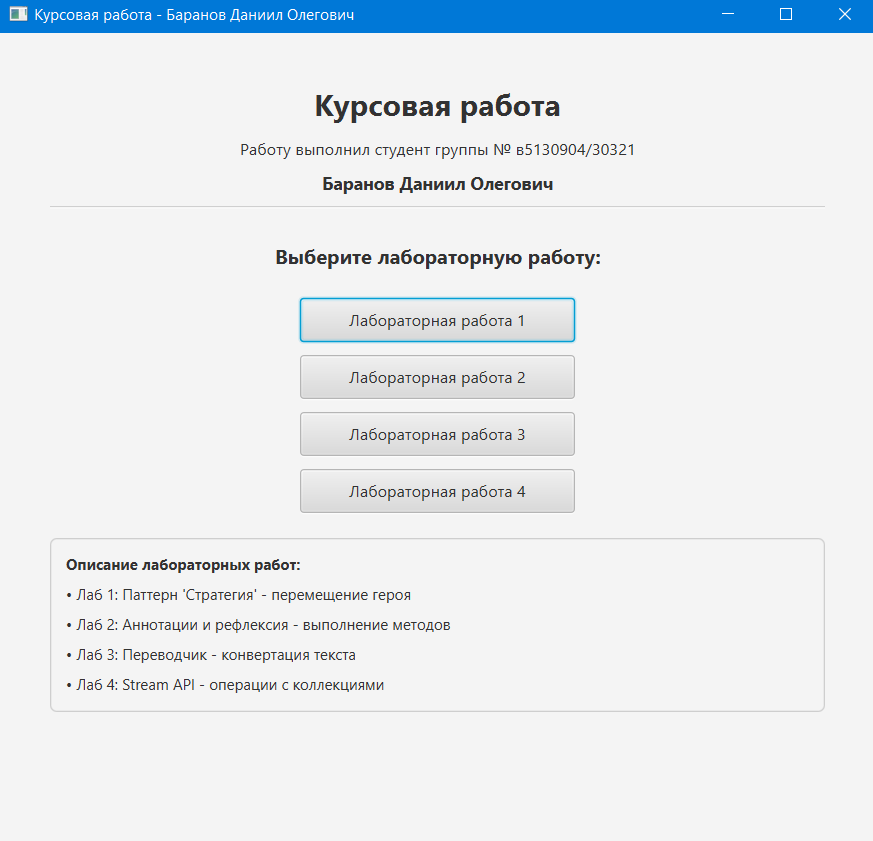 Курсовая работа - Баранов Даниил Олегович
Курсовая работа
Работу выполнил студент группы № в5130904/30321
Баранов Даниил Олегович
Выберите лабораторную работу:
Лабораторная работа 1
Лабораторная работа 2
Лабораторная работа 3
Лабораторная работа 4
Описание лабораторных работ:
• Лаб 1: Паттерн 'Стратегия' - перемещение героя
• Лаб 2: Аннотации и рефлексия - выполнение методов
• Лаб 3: Переводчик - конвертация текста
• Лаб 4: Stream API - операции с коллекциями